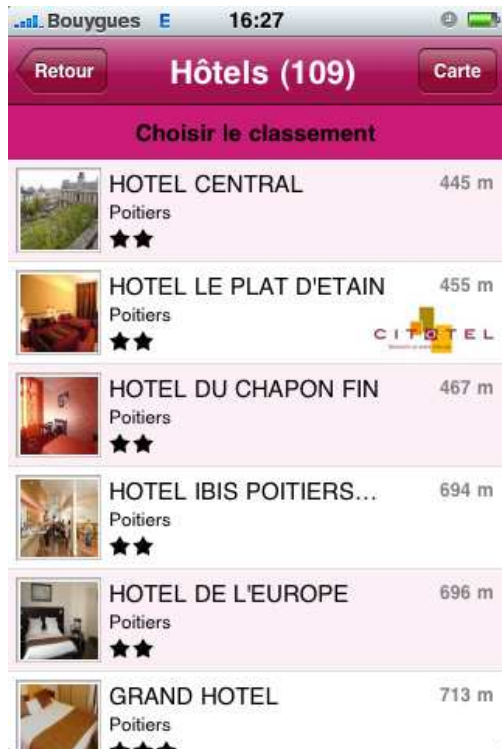 Bouygues E 16:27
Retour Hôtels (109) Carte
Choisir le classement
HOTEL CENTRAL 445 m
Poitiers
HOTEL LE PLAT D'ETAIN 455 m
Poitiers
CITOTEL
HOTEL DU CHAPON FIN 467 m
Poitiers
HOTEL IBIS POITIERS... 694 m
Poitiers
HOTEL DE L'EUROPE 696 m
Poitiers
GRAND HOTEL 713 m
Poitiers